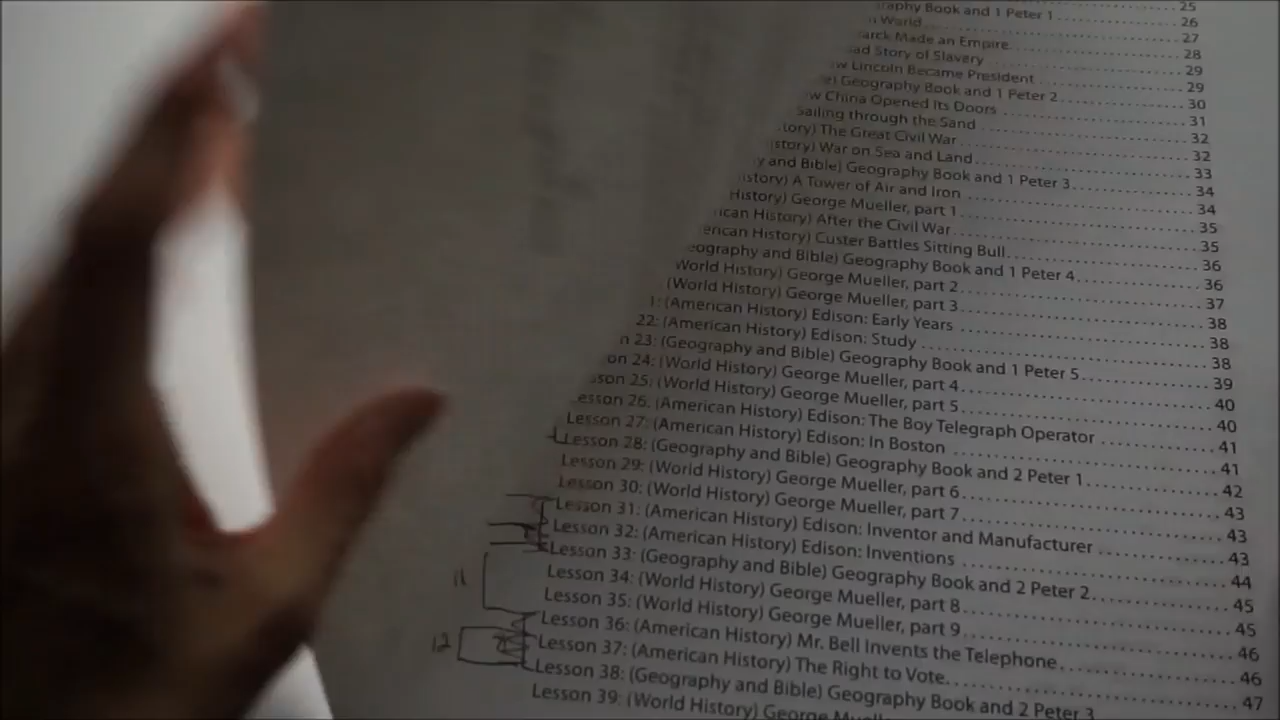 25
raphy Book and 1 Peter 1 26
n World 27
arck Made an Empire 28
ad Story of Slavery 29
w Lincoln Became President 29
e) Geography Book and 1 Peter 2 30
w China Opened Its Doors 31
Sailing through the Sand 32
tory) The Great Civil War 32
story) War on Sea and Land 33
y and Bible) Geography Book and 1 Peter 3 34
istory) A Tower of Air and Iron 34
History) George Mueller, part 1 35
ican History) After the Civil War 35
erican History) Custer Battles Sitting Bull 36
eography and Bible) Geography Book and 1 Peter 4 36
World History) George Mueller, part 2 37
(World History) George Mueller, part 3 38
1: (American History) Edison: Early Years 38
22: (American History) Edison: Study 38
n 23: (Geography and Bible) Geography Book and 1 Peter 5 39
on 24: (World History) George Mueller, part 4 40
sson 25: (World History) George Mueller, part 5 40
Lesson 26: (American History) Edison: The Boy Telegraph Operator 41
Lesson 27: (American History) Edison: In Boston 41
Lesson 28: (Geography and Bible) Geography Book and 2 Peter 1 42
Lesson 29: (World History) George Mueller, part 6 43
Lesson 30: (World History) George Mueller, part 7 43
Lesson 31: (American History) Edison: Inventor and Manufacturer 43
Lesson 32: (American History) Edison: Inventions 44
Lesson 33: (Geography and Bible) Geography Book and 2 Peter 2 45
11
Lesson 34: (World History) George Mueller, part 8 45
Lesson 35: (World History) George Mueller, part 9 46
Lesson 36: (American History) Mr. Bell Invents the Telephone 46
12
Lesson 37: (American History) The Right to Vote 47
Lesson 38: (Geography and Bible) Geography Book and 2 Peter 3
Lesson 39: (World History) George